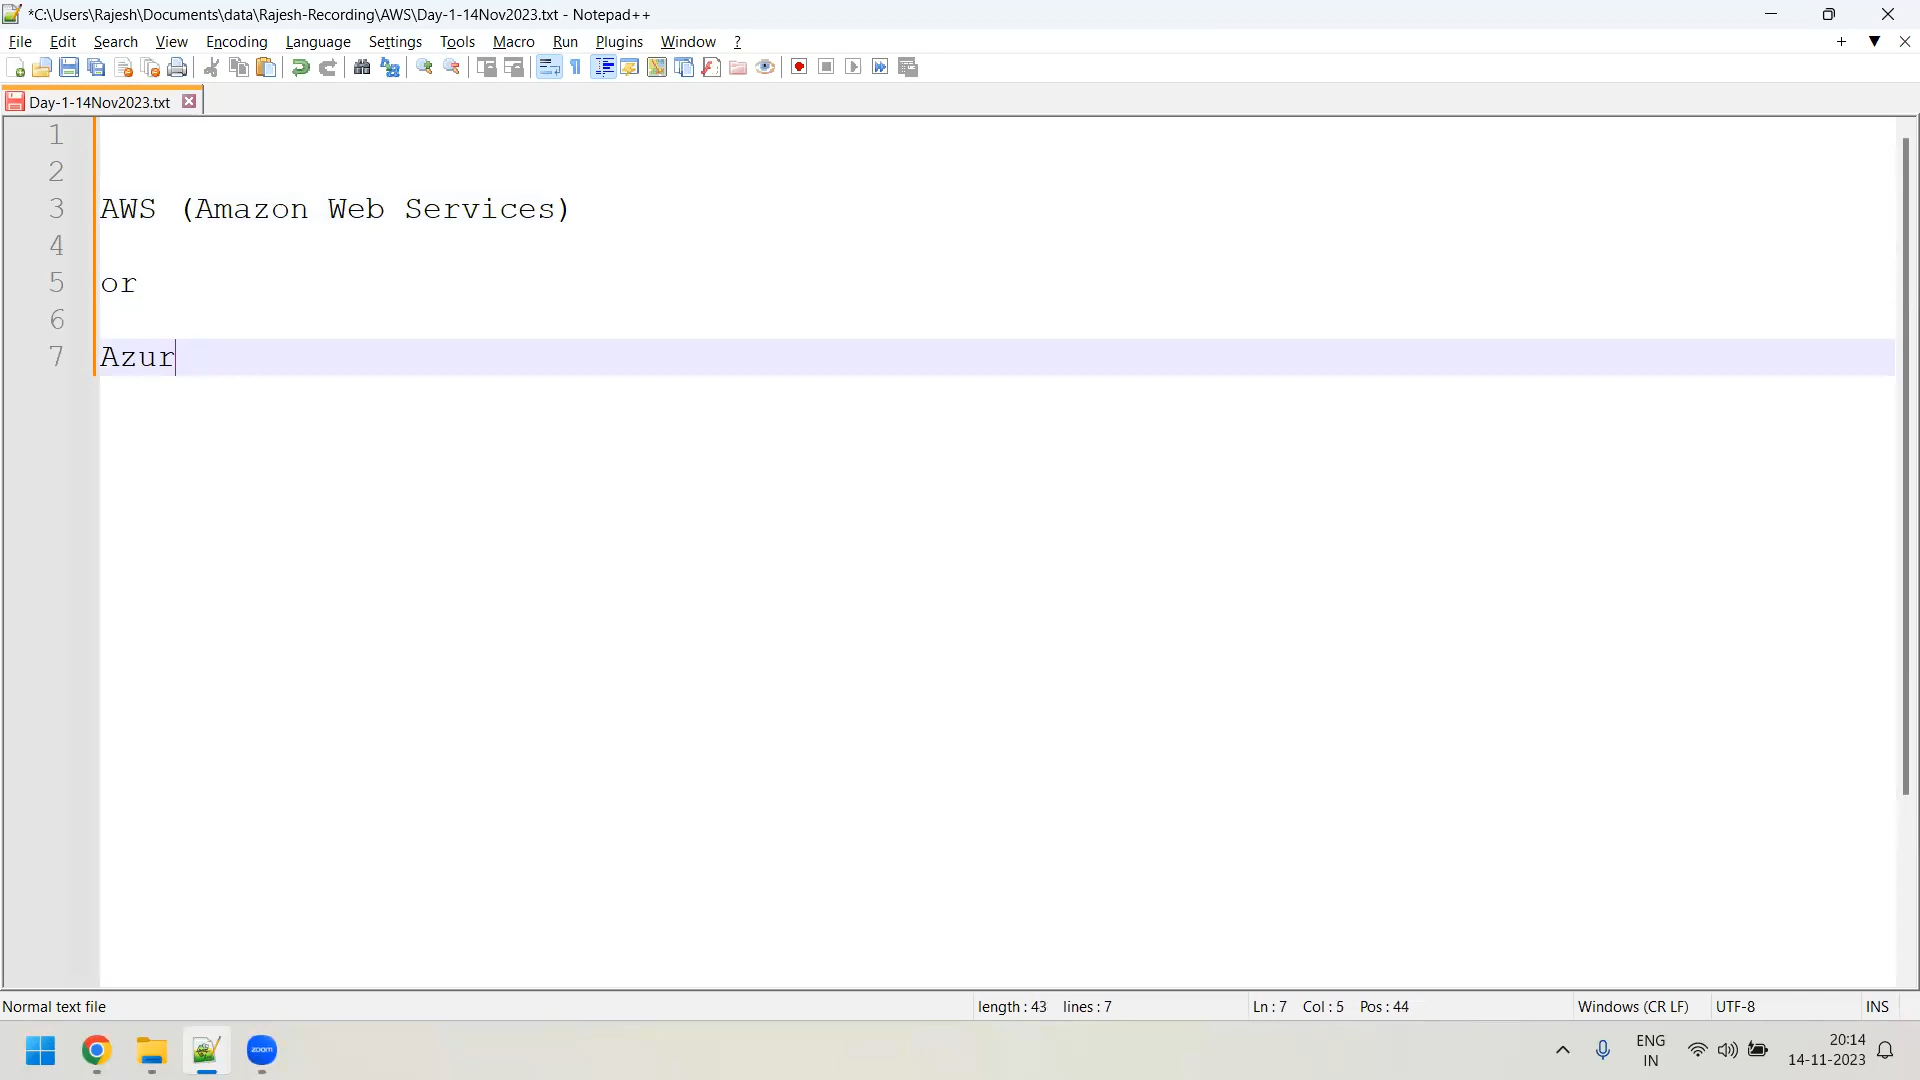 *C:\Users\Rajesh\Documents\data\Rajesh-Recording\AWS\Day-1-14Nov2023.txt - Notepad++
File Edit Search View Encoding Language Settings Tools Macro Run Plugins Window ?
Day-1-14Nov2023.txt
1
2
3 AWS (Amazon Web Services)
4
5 or
6
7 Azur
Normal text file length : 43 lines : 7 Ln : 7 Col : 5 Pos : 44 Windows (CR LF) UTF-8 INS
zoom
ENG 20:14
IN 14-11-2023